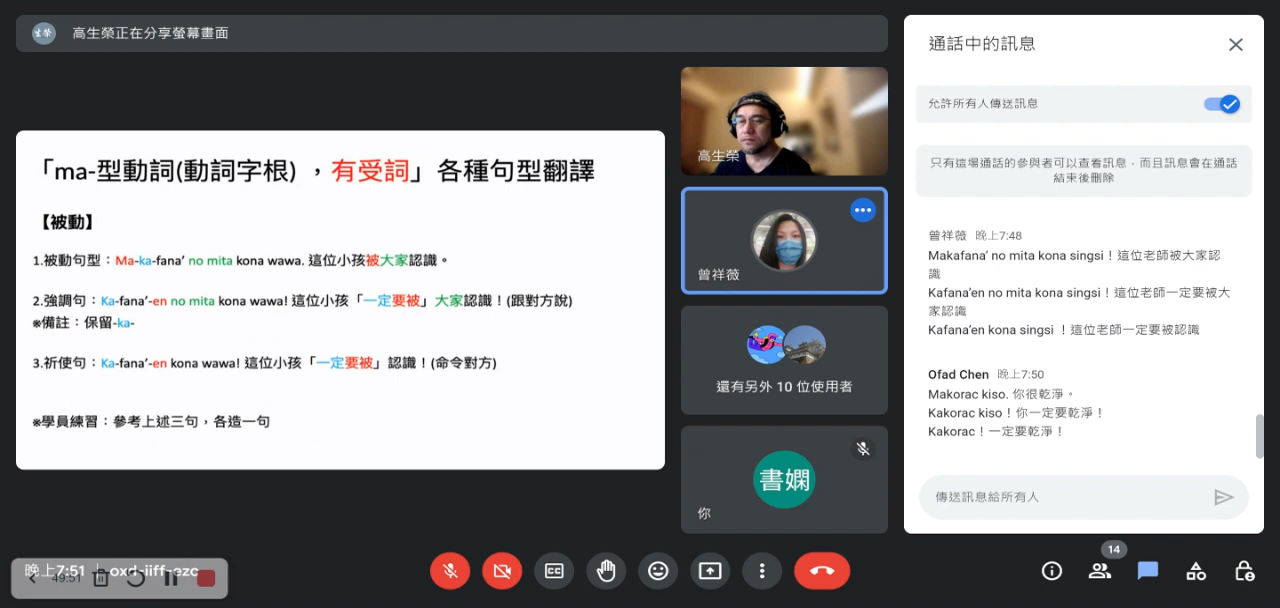 生榮
高生榮正在分享螢幕畫面
「ma-型動詞(動詞字根) ，有受詞」各種句型翻譯
【被動】
1.被動句型：Ma-ka-fana’ no mita kona wawa. 這位小孩被大家認識。
2.強調句：Ka-fana’-en no mita kona wawa! 這位小孩「一定要被」大家認識！(跟對方說)
※備註：保留-ka-
3.祈使句：Ka-fana’-en kona wawa! 這位小孩「一定要被」認識！(命令對方)
※學員練習：參考上述三句，各造一句
高生榮
曾祥薇
還有另外 10 位使用者
書嫻
你
通話中的訊息
允許所有人傳送訊息
只有這場通話的參與者可以查看訊息，而且訊息會在通話
結束後刪除
曾祥薇 晚上7:48
Makafana’ no mita kona singsi！這位老師被大家認
識
Kafana’en no mita kona singsi！這位老師一定要被大
家認識
Kafana’en kona singsi ！這位老師一定要被認識
Ofad Chen 晚上7:50
Makorac kiso. 你很乾淨。
Kakorac kiso！你一定要乾淨！
Kakorac！一定要乾淨！
傳送訊息給所有人
晚上7:51
49:51
14